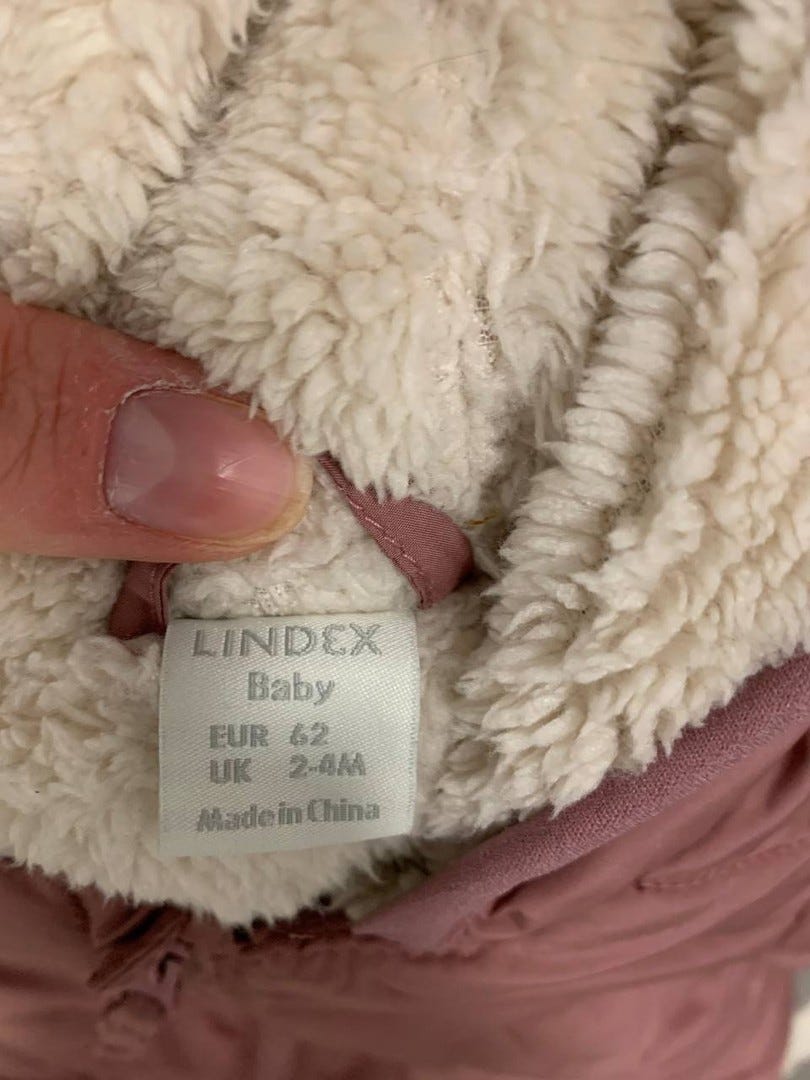 LINDEX
Baby
EUR 62
UK 2-4M
Made in China